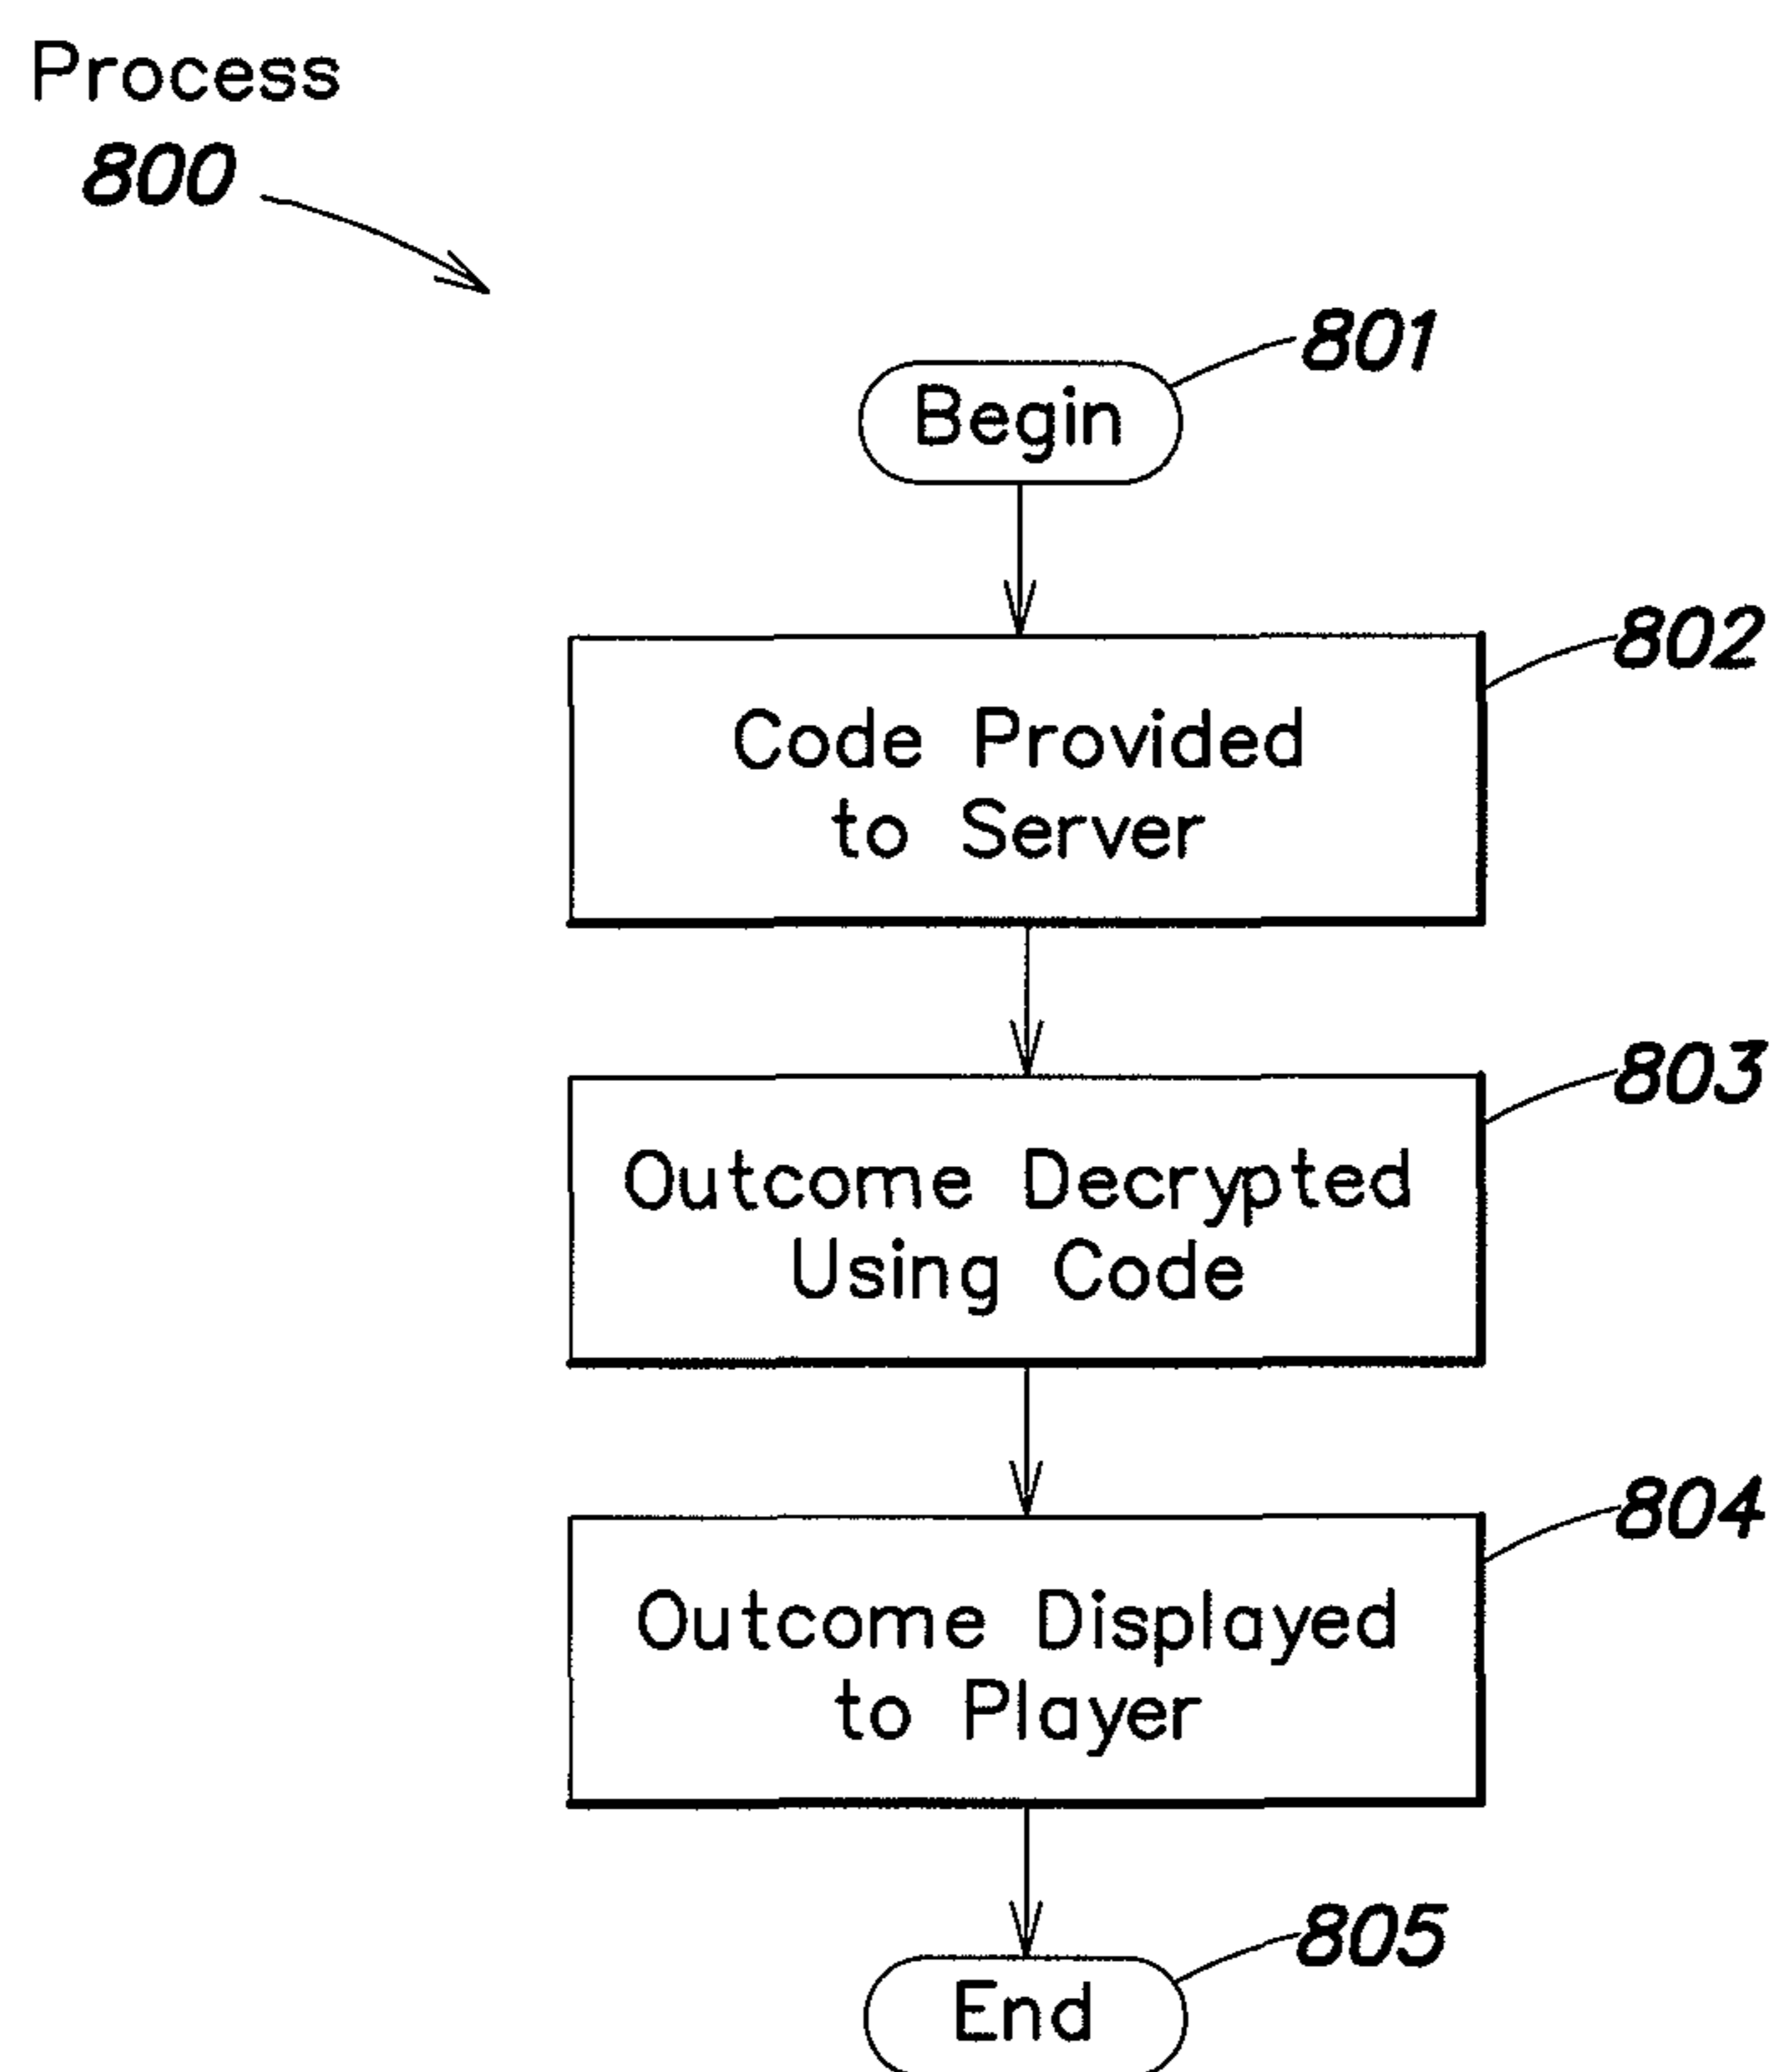 Process
800
801
Begin
802
Code Provided
to Server
803
Outcome Decrypted
Using Code
804
Outcome Displayed
to Player
805
End